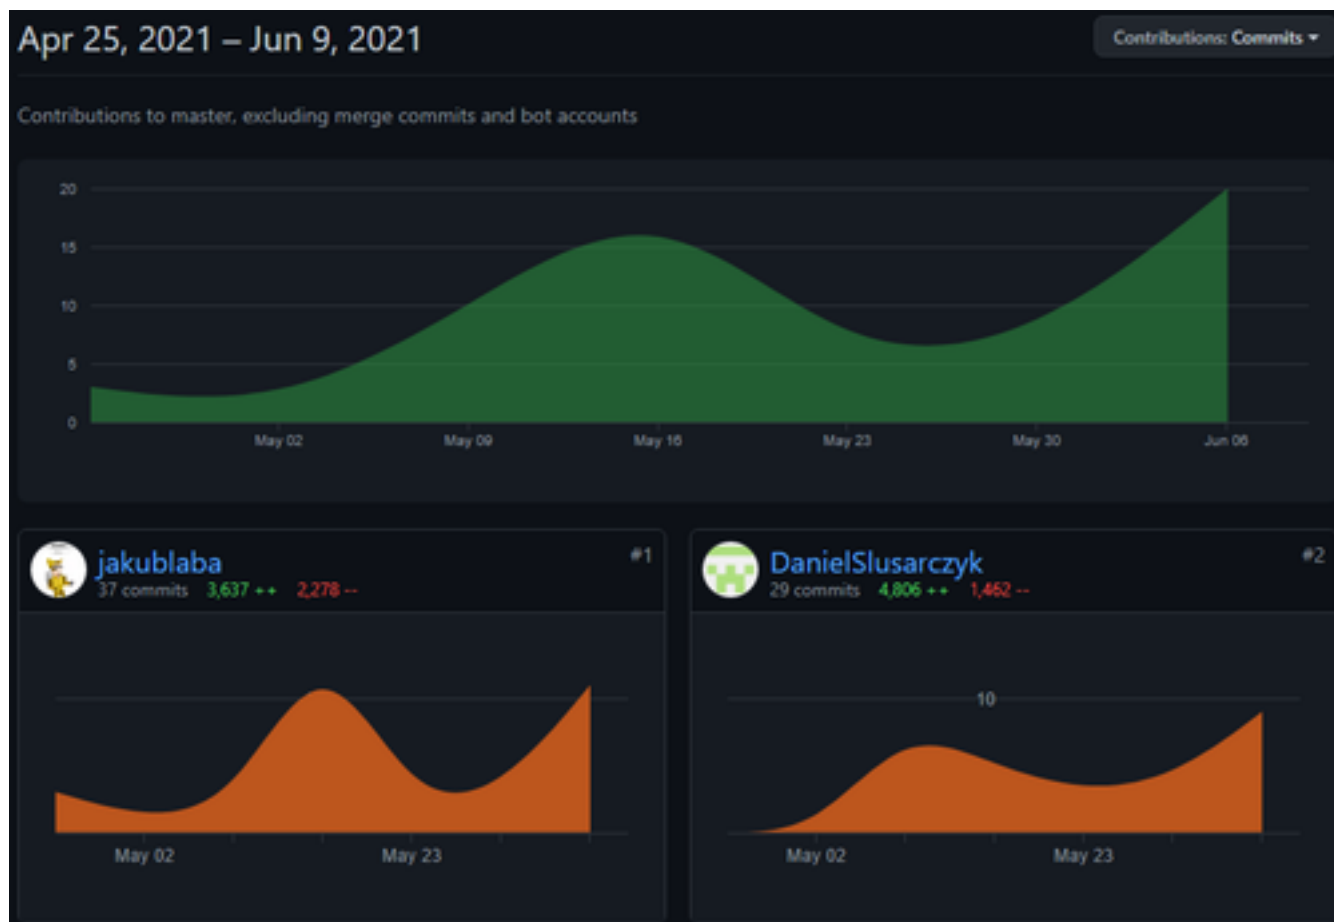 Apr 25, 2021 – Jun 9, 2021
Contributions: Commits
Contributions to master, excluding merge commits and bot accounts
20
15
10
5
0
May 02 May 09 May 16 May 23 May 30 Jun 06
jakublaba #1
37 commits 3,637 ++ 2,278 --
May 02 May 23
DanielSlusarczyk #2
29 commits 4,806 ++ 1,462 --
10
May 02 May 23